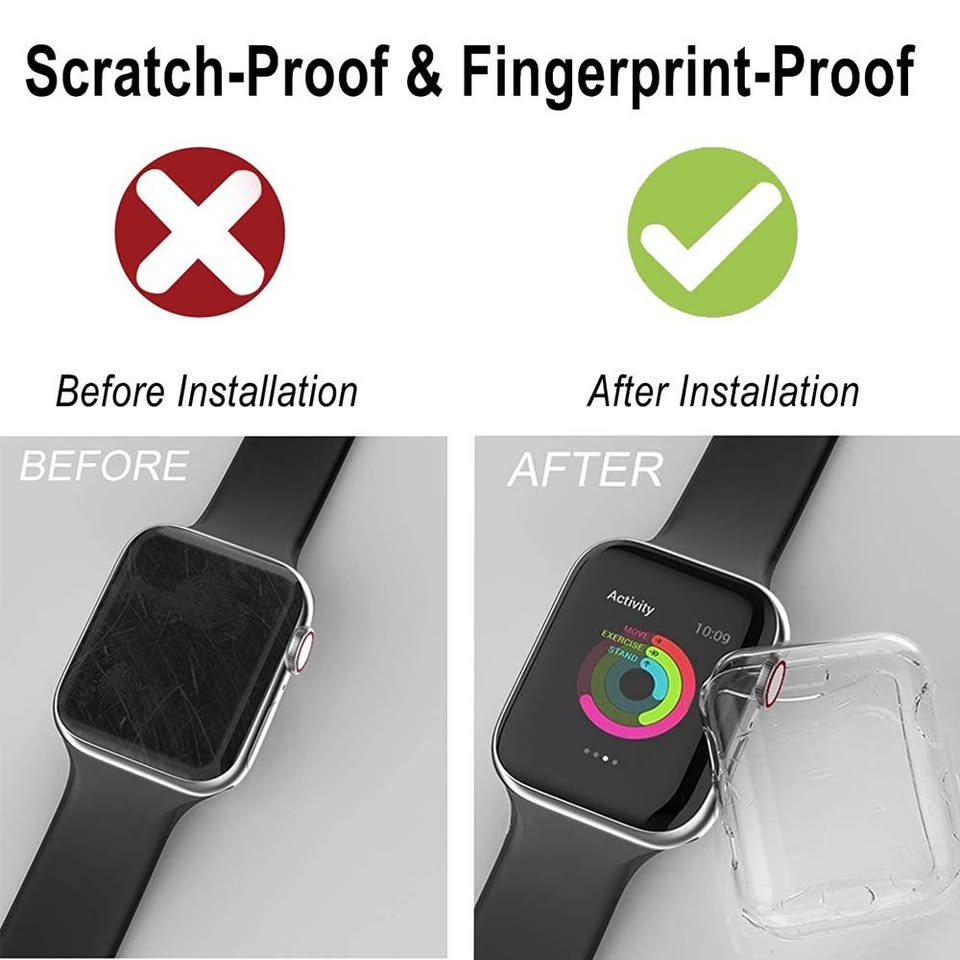 Scratch-Proof & Fingerprint-Proof
Before Installation
After Installation
BEFORE
AFTER
Activity
10:09
MOVE
EXERCISE
STAND